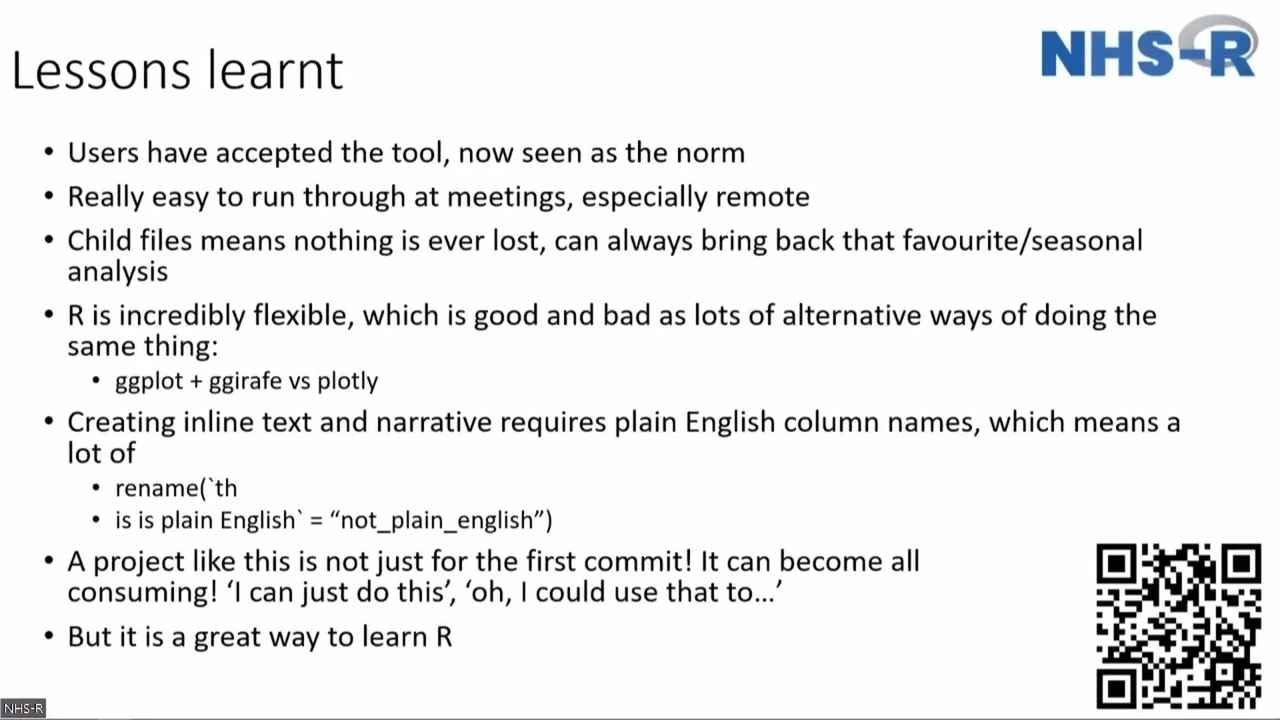 Lessons learnt
NHS-R
• Users have accepted the tool, now seen as the norm
• Really easy to run through at meetings, especially remote
• Child files means nothing is ever lost, can always bring back that favourite/seasonal
analysis
• R is incredibly flexible, which is good and bad as lots of alternative ways of doing the
same thing:
• ggplot + ggirafe vs plotly
• Creating inline text and narrative requires plain English column names, which means a
lot of
• rename(`th
• is is plain English` = “not_plain_english”)
• A project like this is not just for the first commit! It can become all
consuming! ‘I can just do this’, ‘oh, I could use that to…’
• But it is a great way to learn R
NHS-R